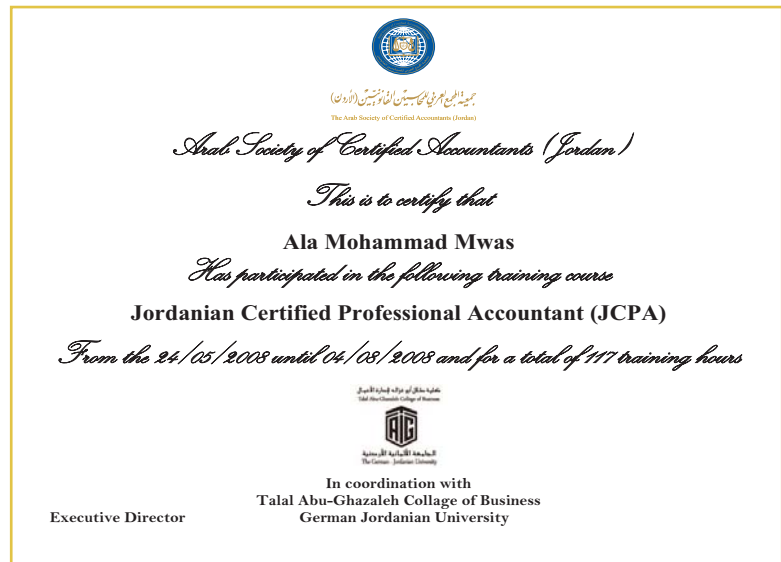 جمعية المجمع العربي للمحاسبين القانونيين (الأردن)
The Arab Society of Certified Accountants (Jordan)
Arab Society of Certified Accountants (Jordan)
This is to certify that
Ala Mohammad Mwas
Has participated in the following training course
Jordanian Certified Professional Accountant (JCPA)
From the 24/05/2008 until 04/08/2008 and for a total of 117 training hours
Talal Abu-Ghazaleh College of Business
الجامعة الألمانية الأردنية
The German - Jordanian University
In coordination with
Talal Abu-Ghazaleh Collage of Business
Executive Director
German Jordanian University